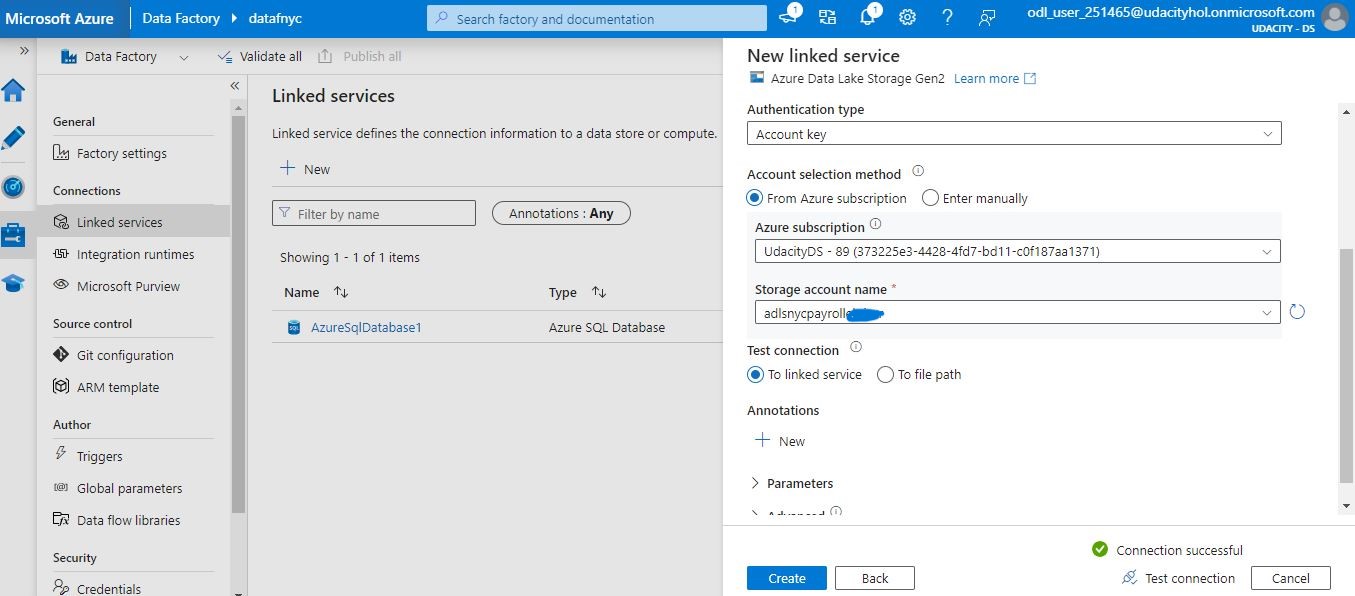 Microsoft Azure
Data Factory
datafnyc
Search factory and documentation
1
1
odl_user_251465@udacityhol.onmicrosoft.com
UDACITY - DS
Data Factory
Validate all
Publish all
General
Factory settings
Connections
Linked services
Integration runtimes
Microsoft Purview
Source control
Git configuration
ARM template
Author
Triggers
Global parameters
Data flow libraries
Security
Credentials
Linked services
Linked service defines the connection information to a data store or compute.
New
Filter by name
Annotations : Any
Showing 1 - 1 of 1 items
Name
Type
AzureSqlDatabase1
Azure SQL Database
New linked service
Azure Data Lake Storage Gen2 Learn more
Authentication type
Account key
Account selection method
From Azure subscription
Enter manually
Azure subscription
UdacityDS - 89 (373225e3-4428-4fd7-bd11-c0f187aa1371)
Storage account name *
adlsnycpayroll
Test connection
To linked service
To file path
Annotations
New
Parameters
Advanced
Connection successful
Create
Back
Test connection
Cancel